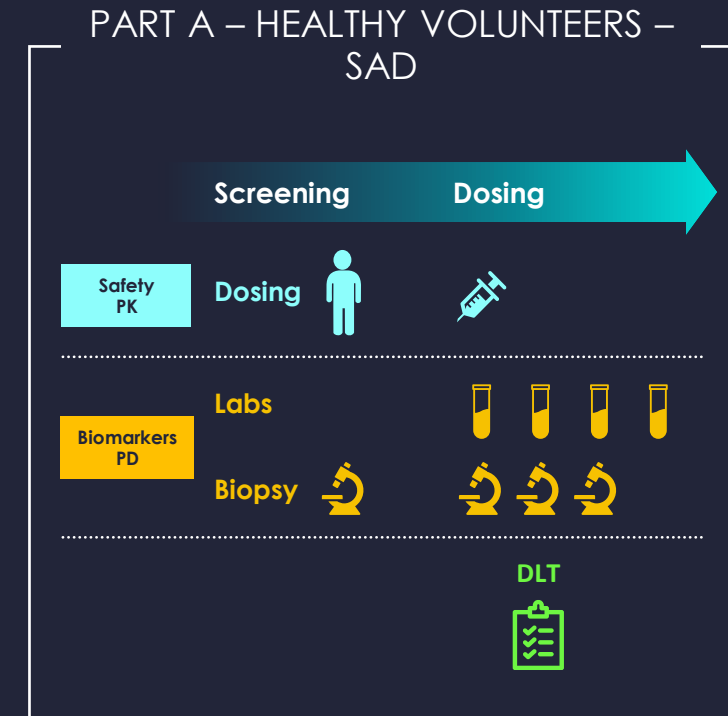 PART A – HEALTHY VOLUNTEERS –
SAD
Screening
Dosing
Safety
PK
Dosing
Labs
Biomarkers
PD
Biopsy
DLT